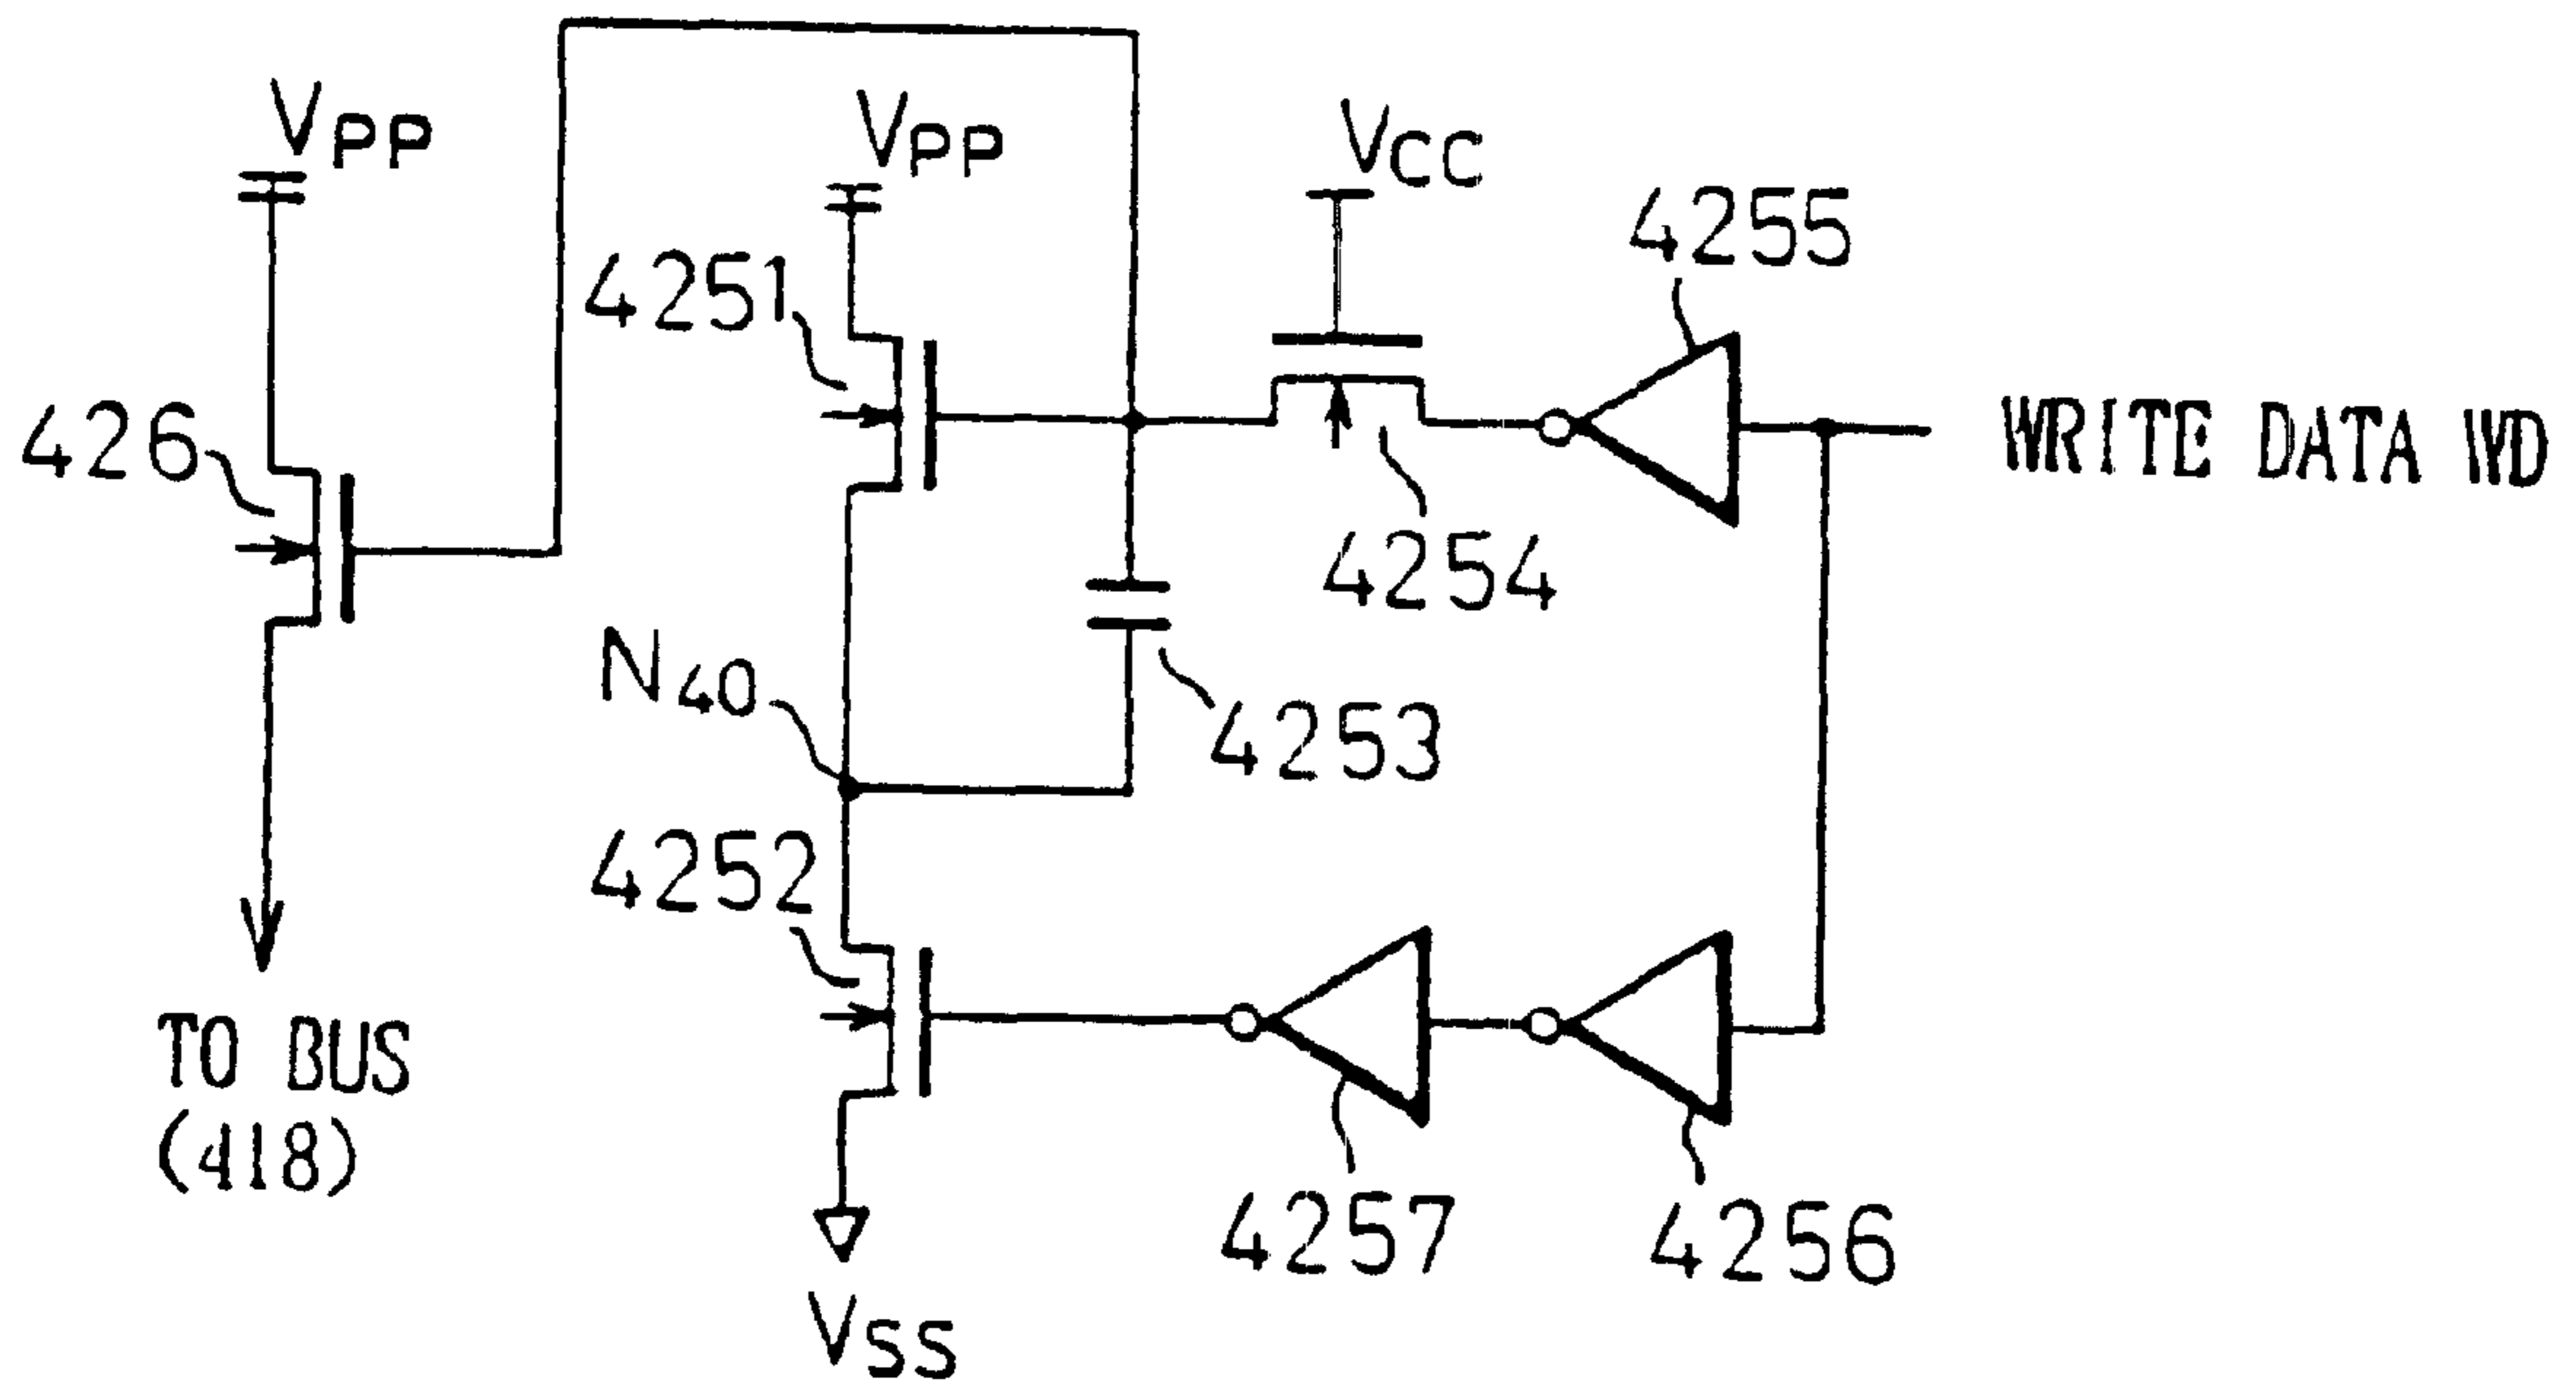 VPP
VPP
VCC
4255
4251
426
WRITE DATA WD
4254
N40
4253
4252
TO BUS
(418)
4257
4256
VSS